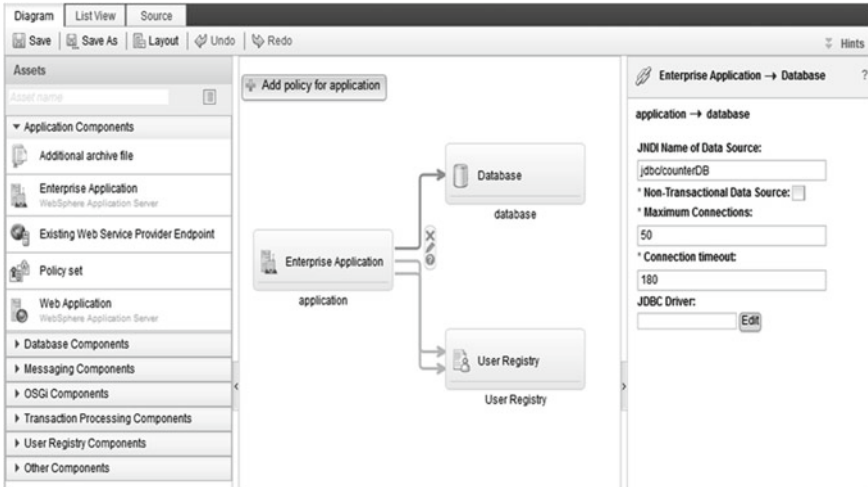 Diagram
List View
Source
Save
Save As
Layout
Undo
Redo
Hints
Assets
Asset name
Application Components
Additional archive file
Enterprise Application
WebSphere Application Server
Existing Web Service Provider Endpoint
Policy set
Web Application
WebSphere Application Server
Database Components
Messaging Components
OSGi Components
Transaction Processing Components
User Registry Components
Other Components
Add policy for application
Database
database
Enterprise Application
application
User Registry
User Registry
Enterprise Application → Database ?
application → database
JNDI Name of Data Source:
jdbc/counterDB
* Non-Transactional Data Source:
* Maximum Connections:
50
* Connection timeout:
180
JDBC Driver:
Edit